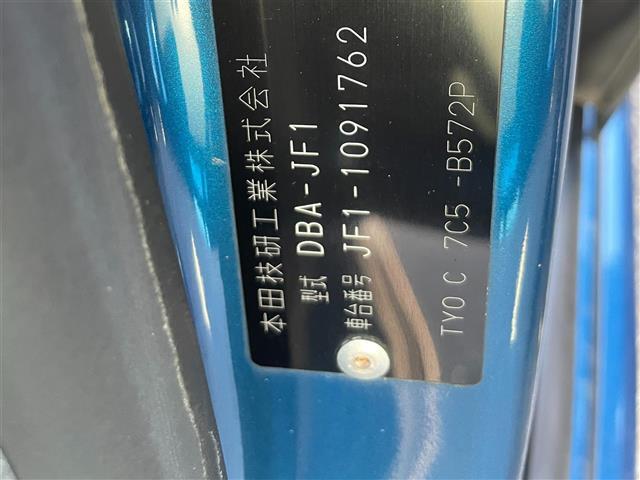 本田技研工業株式会社
型式 DBA-JF1
車台番号 JF1-1091762
TY0 C 7C5 -B572P